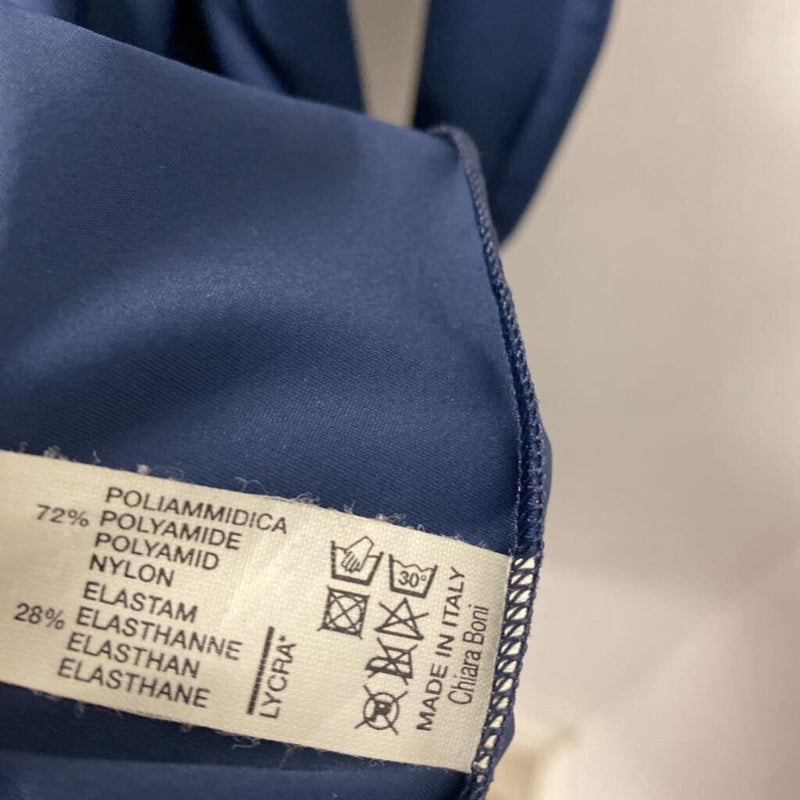 POLIAMMIDICA
72% POLYAMIDE
POLYAMID
NYLON
ELASTAM
28% ELASTHANNE
ELASTHAN
ELASTHANE
LYCRA*
30°
P
MADE IN ITALY
Chiara Boni